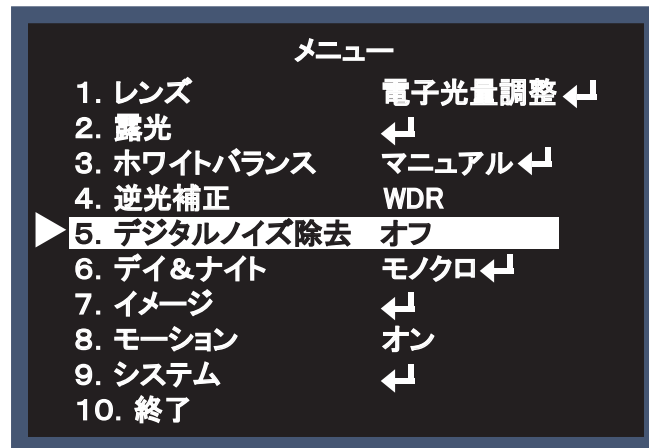 メニュー
1. レンズ 電子光量調整↲
2. 露光 ↲
3. ホワイトバランス マニュアル↲
4. 逆光補正 WDR
5. デジタルノイズ除去 オフ
6. デイ&ナイト モノクロ↲
7. イメージ ↲
8. モーション オン
9. システム ↲
10. 終了